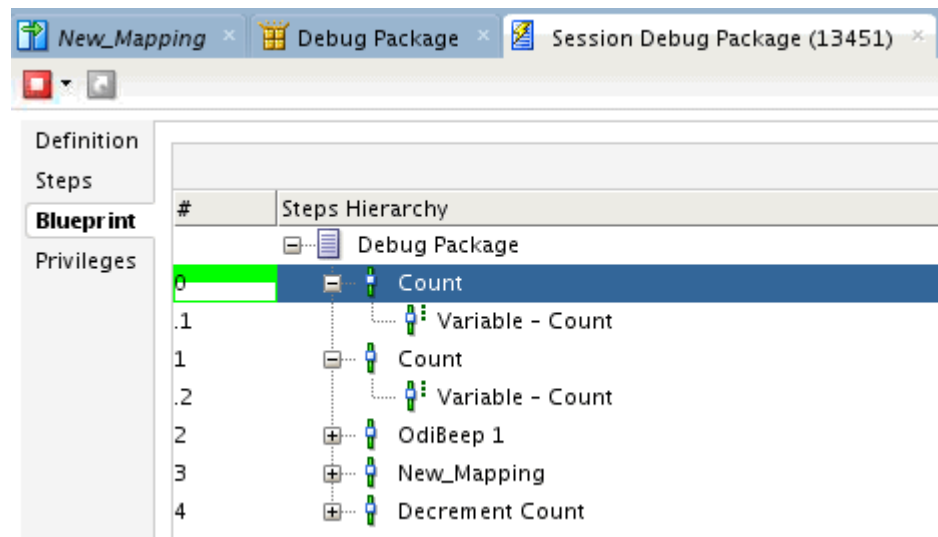 New_Mapping Debug Package Session Debug Package (13451)
Definition
Steps
Blueprint
Privileges
# Steps Hierarchy
Debug Package
0 Count
.1 Variable - Count
1 Count
.2 Variable - Count
2 OdiBeep 1
3 New_Mapping
4 Decrement Count